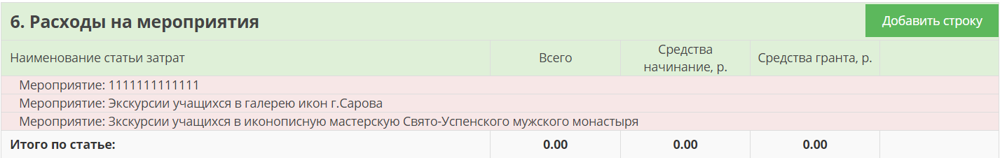 6. Расходы на мероприятия
Добавить строку
Наименование статьи затрат
Всего
Средства
начинание, р.
Средства гранта, р.
Мероприятие: 1111111111111
Мероприятие: Экскурсии учащихся в галерею икон г.Сарова
Мероприятие: Зкскурсии учащихся в иконописную мастерскую Свято-Успенского мужского монастыря
Итого по статье:
0.00
0.00
0.00